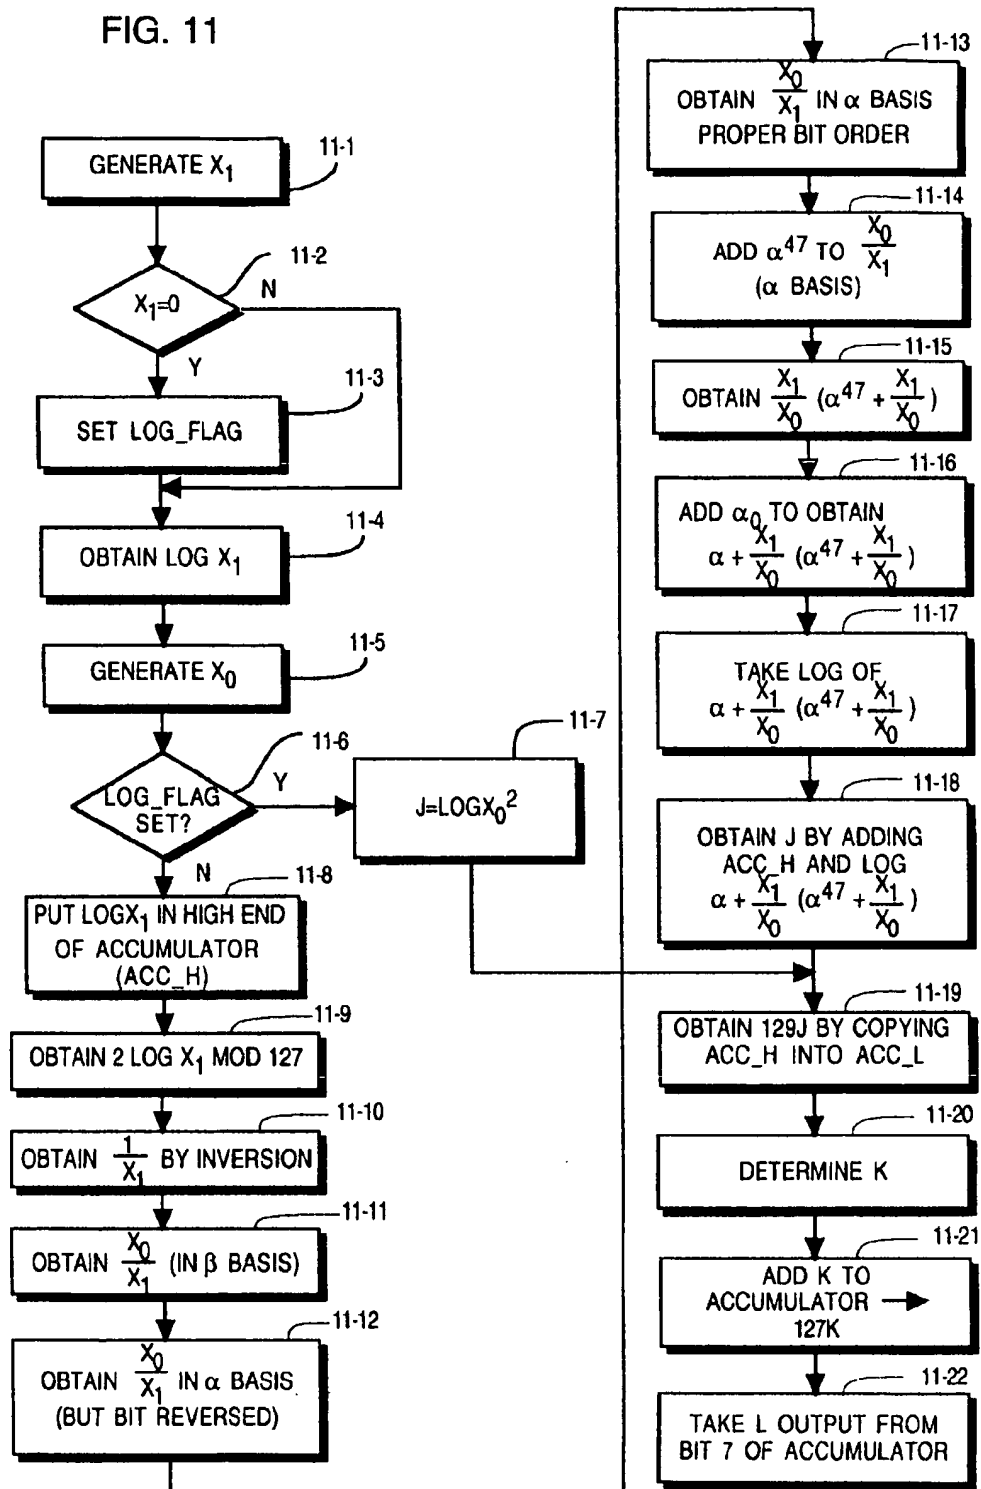 FIG. 11
GENERATE X₁
11-1
X₁=0
11-2
N
Y
SET LOG_FLAG
11-3
OBTAIN LOG X₁
11-4
GENERATE X₀
11-5
LOG_FLAG
SET?
11-6
Y
N
J=LOGX₀²
11-7
PUT LOGX₁ IN HIGH END
OF ACCUMULATOR
(ACC_H)
11-8
OBTAIN 2 LOG X₁ MOD 127
11-9
OBTAIN 1/X₁ BY INVERSION
11-10
OBTAIN X₀/X₁ (IN β BASIS)
11-11
OBTAIN X₀/X₁ IN α BASIS
(BUT BIT REVERSED)
11-12
OBTAIN X₀/X₁ IN α BASIS
PROPER BIT ORDER
11-13
ADD α⁴⁷ TO X₀/X₁
(α BASIS)
11-14
OBTAIN X₁/X₀ (α⁴⁷ + X₁/X₀)
11-15
ADD α₀ TO OBTAIN
α + X₁/X₀ (α⁴⁷ + X₁/X₀)
11-16
TAKE LOG OF
α + X₁/X₀ (α⁴⁷ + X₁/X₀)
11-17
OBTAIN J BY ADDING
ACC_H AND LOG
α + X₁/X₀ (α⁴⁷ + X₁/X₀)
11-18
OBTAIN 129J BY COPYING
ACC_H INTO ACC_L
11-19
DETERMINE K
11-20
ADD K TO
ACCUMULATOR →
127K
11-21
TAKE L OUTPUT FROM
BIT 7 OF ACCUMULATOR
11-22